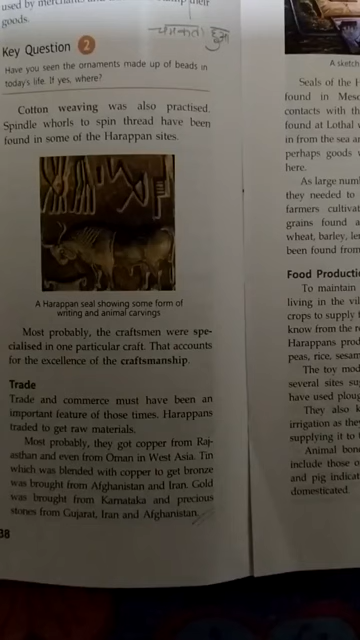 used by merchants
their
goods.
Key Question 2
Have you seen the ornaments made up of beads in
today's life. If yes, where?
Cotton weaving was also practised.
Spindle whorls to spin thread have been
found in some of the Harappan sites.
A Harappan seal showing some form of
writing and animal carvings
Most probably, the craftsmen were spe-
cialised in one particular craft. That accounts
for the excellence of the craftsmanship.
Trade
Trade and commerce must have been an
important feature of those times. Harappans
traded to get raw materials.
Most probably, they got copper from Raj-
asthan and even from Oman in West Asia. Tin
which was blended with copper to get bronze
was brought from Afghanistan and Iran. Gold
was brought from Karnataka and precious
stones from Gujarat, Iran and Afghanistan.
38
A sketch
Seals of the H
found in Meso
contacts with th
found at Lothal
in from the sea an
perhaps goods
here.
As large num
they needed to
farmers cultivat
grains found a
wheat, barley, le
been found from
Food Producti
To maintain
living in the vil
crops to supply t
know from the r
Harappans prod
peas, rice, sesam
The toy mod
several sites su
have used ploug
They also k
irrigation as they
supplying it to t
Animal bon
include those o
and pig indicat
domesticated.